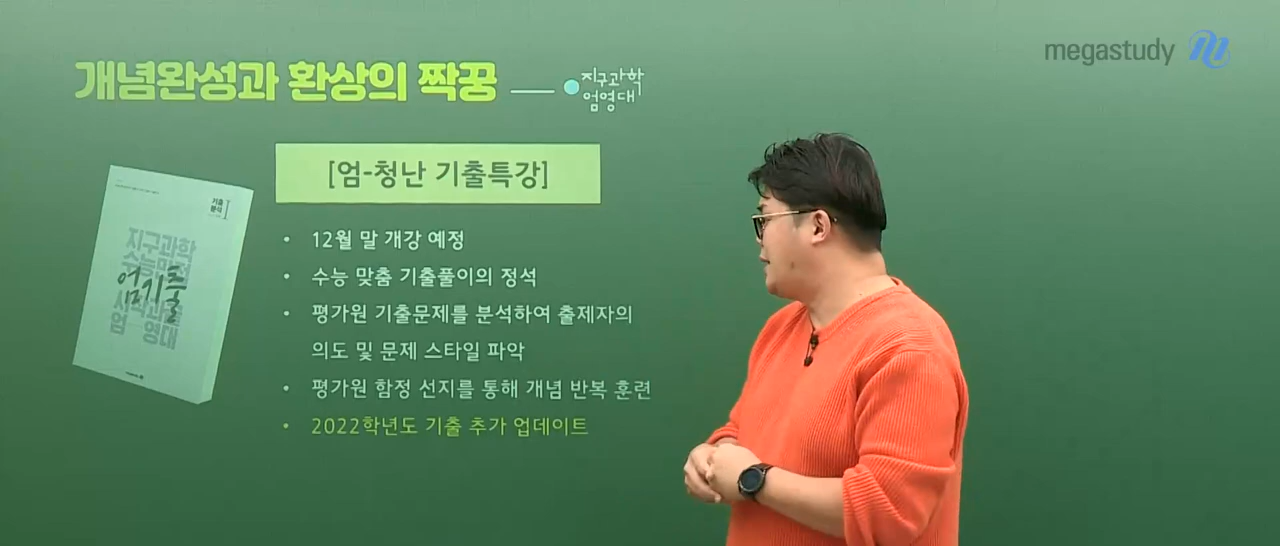 megastudy
개념완성과 환상의 짝꿍
지구과학
엄영대
[엄-청난 기출특강]
기출
분석
지구과학
엄기출
엄 영대
• 12월 말 개강 예정
• 수능 맞춤 기출풀이의 정석
• 평가원 기출문제를 분석하여 출제자의
의도 및 문제 스타일 파악
• 평가원 함정 선지를 통해 개념 반복 훈련
• 2022학년도 기출 추가 업데이트